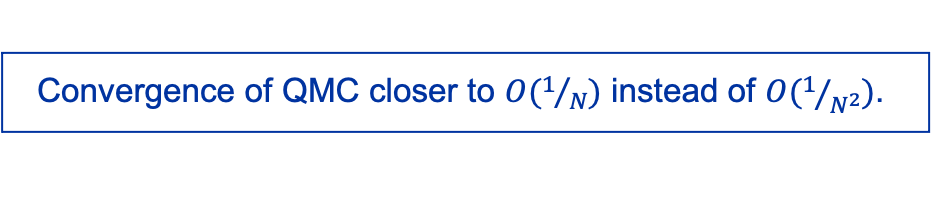 Convergence of QMC closer to O(1/N) instead of O(1/N²).